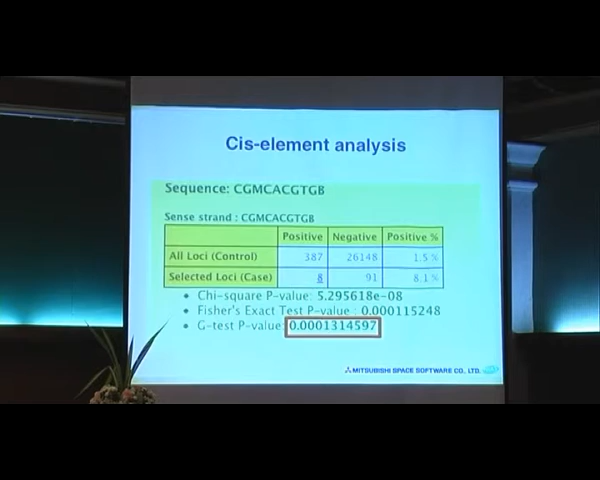 Cis-element analysis
Sequence: CGMCACGTGB
Sense strand : CGMCACGTGB
Positive Negative Positive %
All Loci (Control) 387 26148 1.5 %
Selected Loci (Case) 8 91 8.1 %
• Chi-square P-value: 5.295618e-08
• Fisher's Exact Test P-value : 0.000115248
• G-test P-value: 0.0001314597
MITSUBISHI SPACE SOFTWARE CO., LTD.